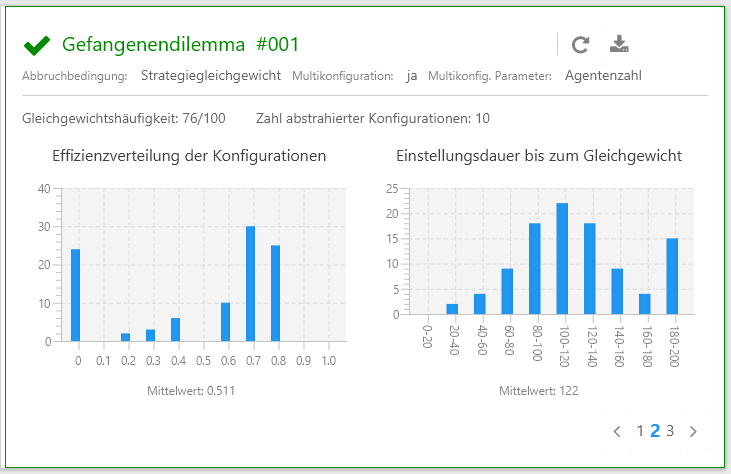 Gefangenendilemma #001
Abbruchbedingung: Strategiegleichgewicht Multikonfiguration: ja Multikonfig. Parameter: Agentenzahl
Gleichgewichtshäufigkeit: 76/100 Zahl abstrahierter Konfigurationen: 10
Effizienzverteilung der Konfigurationen
40
30
20
10
0
0 0.1 0.2 0.3 0.4 0.5 0.6 0.7 0.8 0.9 1.0
Mittelwert: 0.511
Einstellungsdauer bis zum Gleichgewicht
25
20
15
10
5
0
0-20 20-40 40-60 60-80 80-100 100-120 120-140 140-160 160-180 180-200
Mittelwert: 122
1 2 3